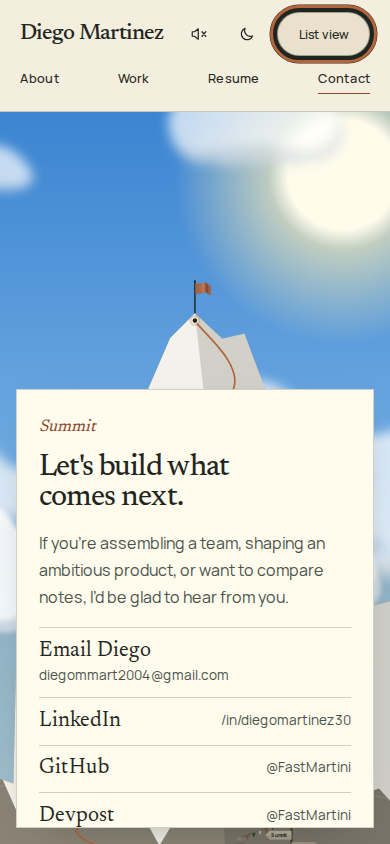 Diego Martinez
List view
About Work Resume Contact
Summit
Let's build what
comes next.
If you're assembling a team, shaping an
ambitious product, or want to compare
notes, I'd be glad to hear from you.
Email Diego
diegommart2004@gmail.com
LinkedIn /in/diegomartinez30
GitHub @FastMartini
Devpost @FastMartini
Summit